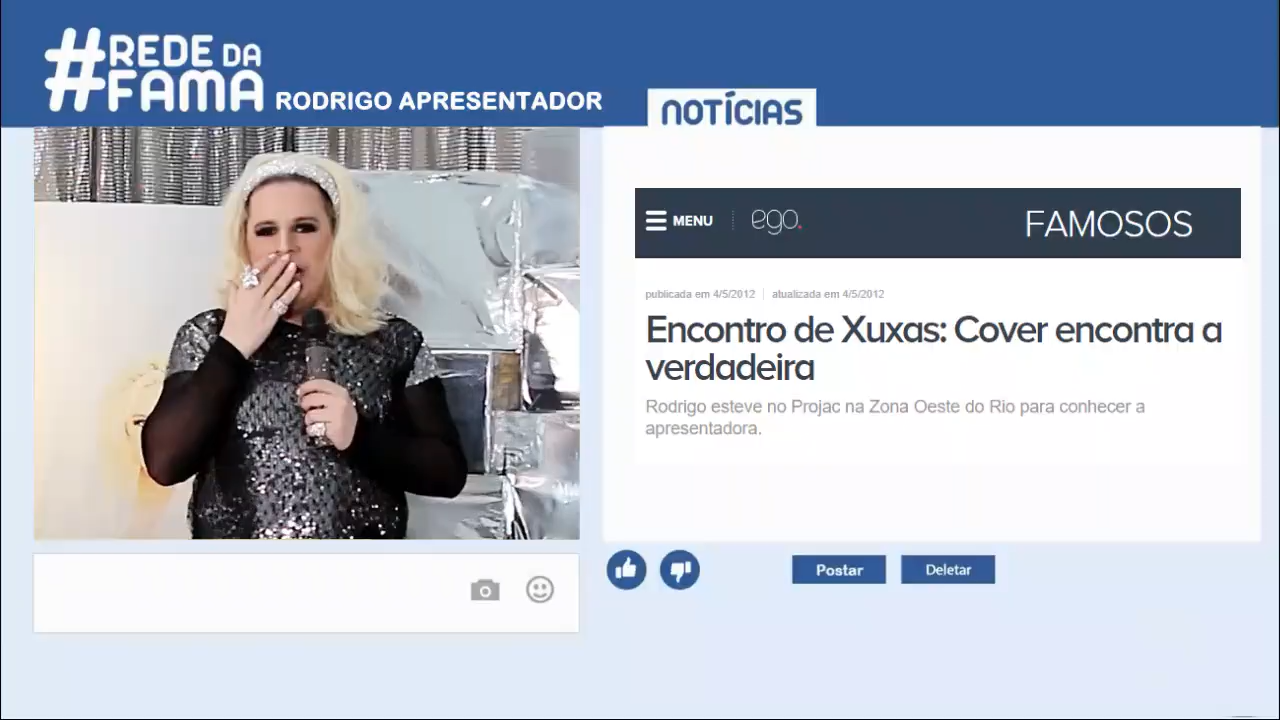 #REDE DA
FAMA
RODRIGO APRESENTADOR
NOTÍCIAS
MENU
ego.
FAMOSOS
publicada em 4/5/2012 | atualizada em 4/5/2012
Encontro de Xuxas: Cover encontra a
verdadeira
Rodrigo esteve no Projac na Zona Oeste do Rio para conhecer a
apresentadora.
Postar
Deletar